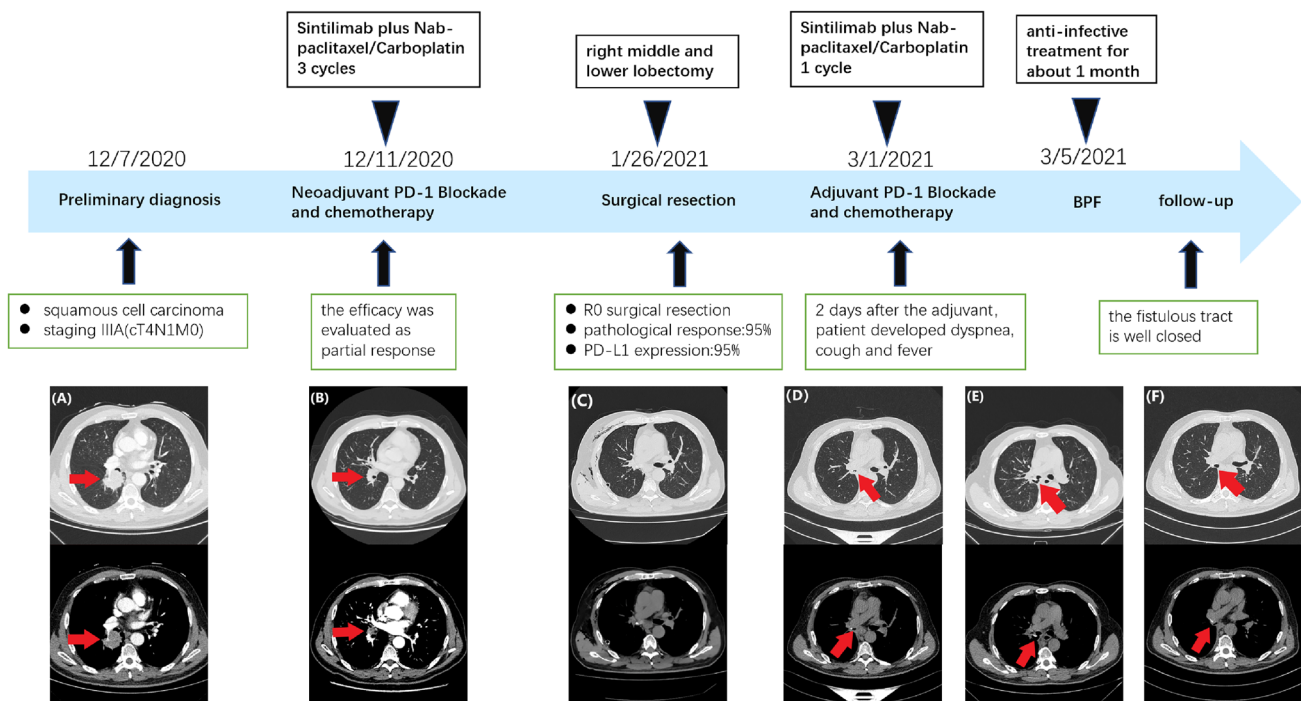 Sintilimab plus Nab-
paclitaxel/Carboplatin
3 cycles
right middle and
lower lobectomy
Sintilimab plus Nab-
paclitaxel/Carboplatin
1 cycle
anti-infective
treatment for
about 1 month
12/7/2020
12/11/2020
1/26/2021
3/1/2021
3/5/2021
Preliminary diagnosis
Neoadjuvant PD-1 Blockade
and chemotherapy
Surgical resection
Adjuvant PD-1 Blockade
and chemotherapy
BPF
follow-up
● squamous cell carcinoma
● staging IIIA(cT4N1M0)
the efficacy was
evaluated as
partial response
● R0 surgical resection
● pathological response:95%
● PD-L1 expression:95%
2 days after the adjuvant,
patient developed dyspnea,
cough and fever
the fistulous tract
is well closed
(A)
(B)
(C)
(D)
(E)
(F)